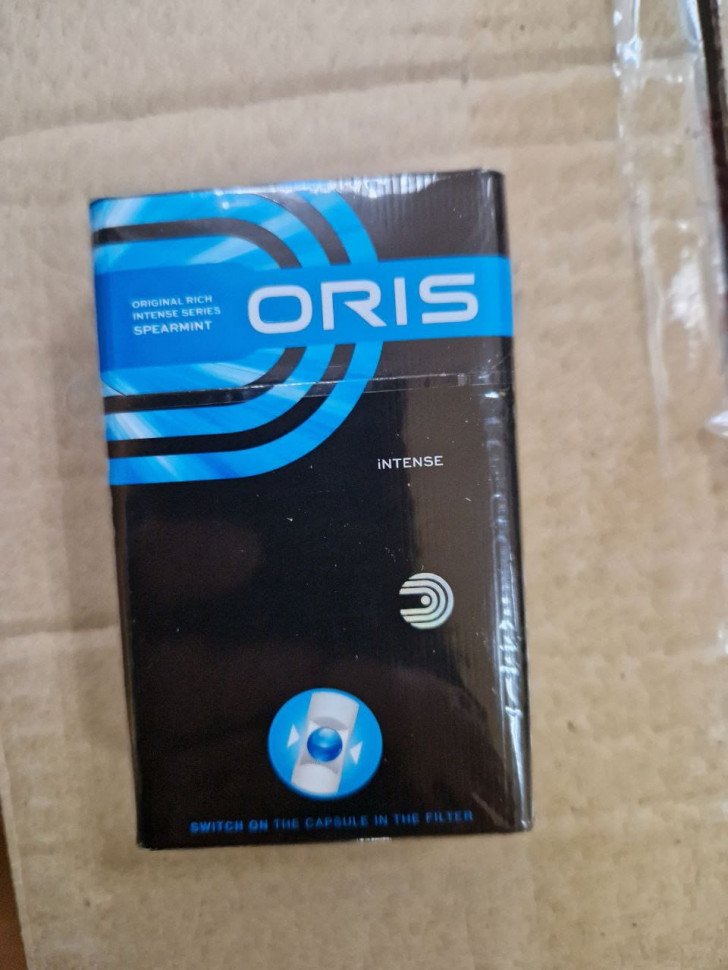 ORIGINAL RICH
INTENSE SERIES
SPEARMINT
ORIS
iNTENSE
SWITCH ON THE CAPSULE IN THE FILTER